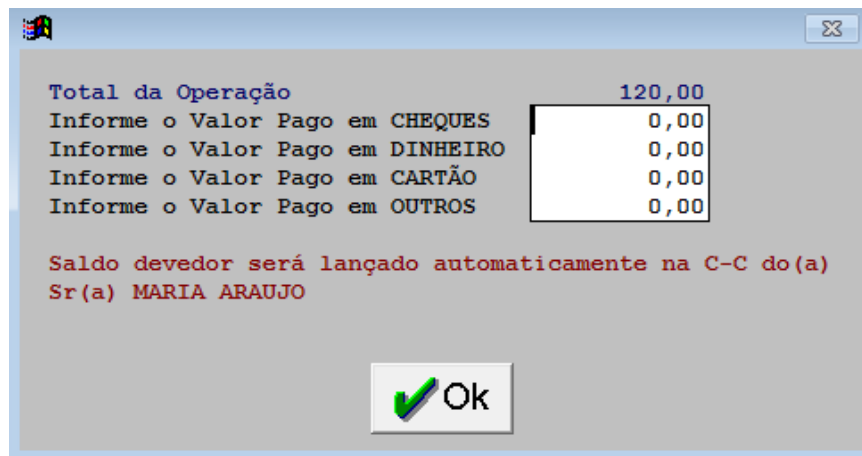 Total da Operação 120,00
Informe o Valor Pago em CHEQUES 0,00
Informe o Valor Pago em DINHEIRO 0,00
Informe o Valor Pago em CARTÃO 0,00
Informe o Valor Pago em OUTROS 0,00
Saldo devedor será lançado automaticamente na C-C do(a)
Sr(a) MARIA ARAUJO
Ok